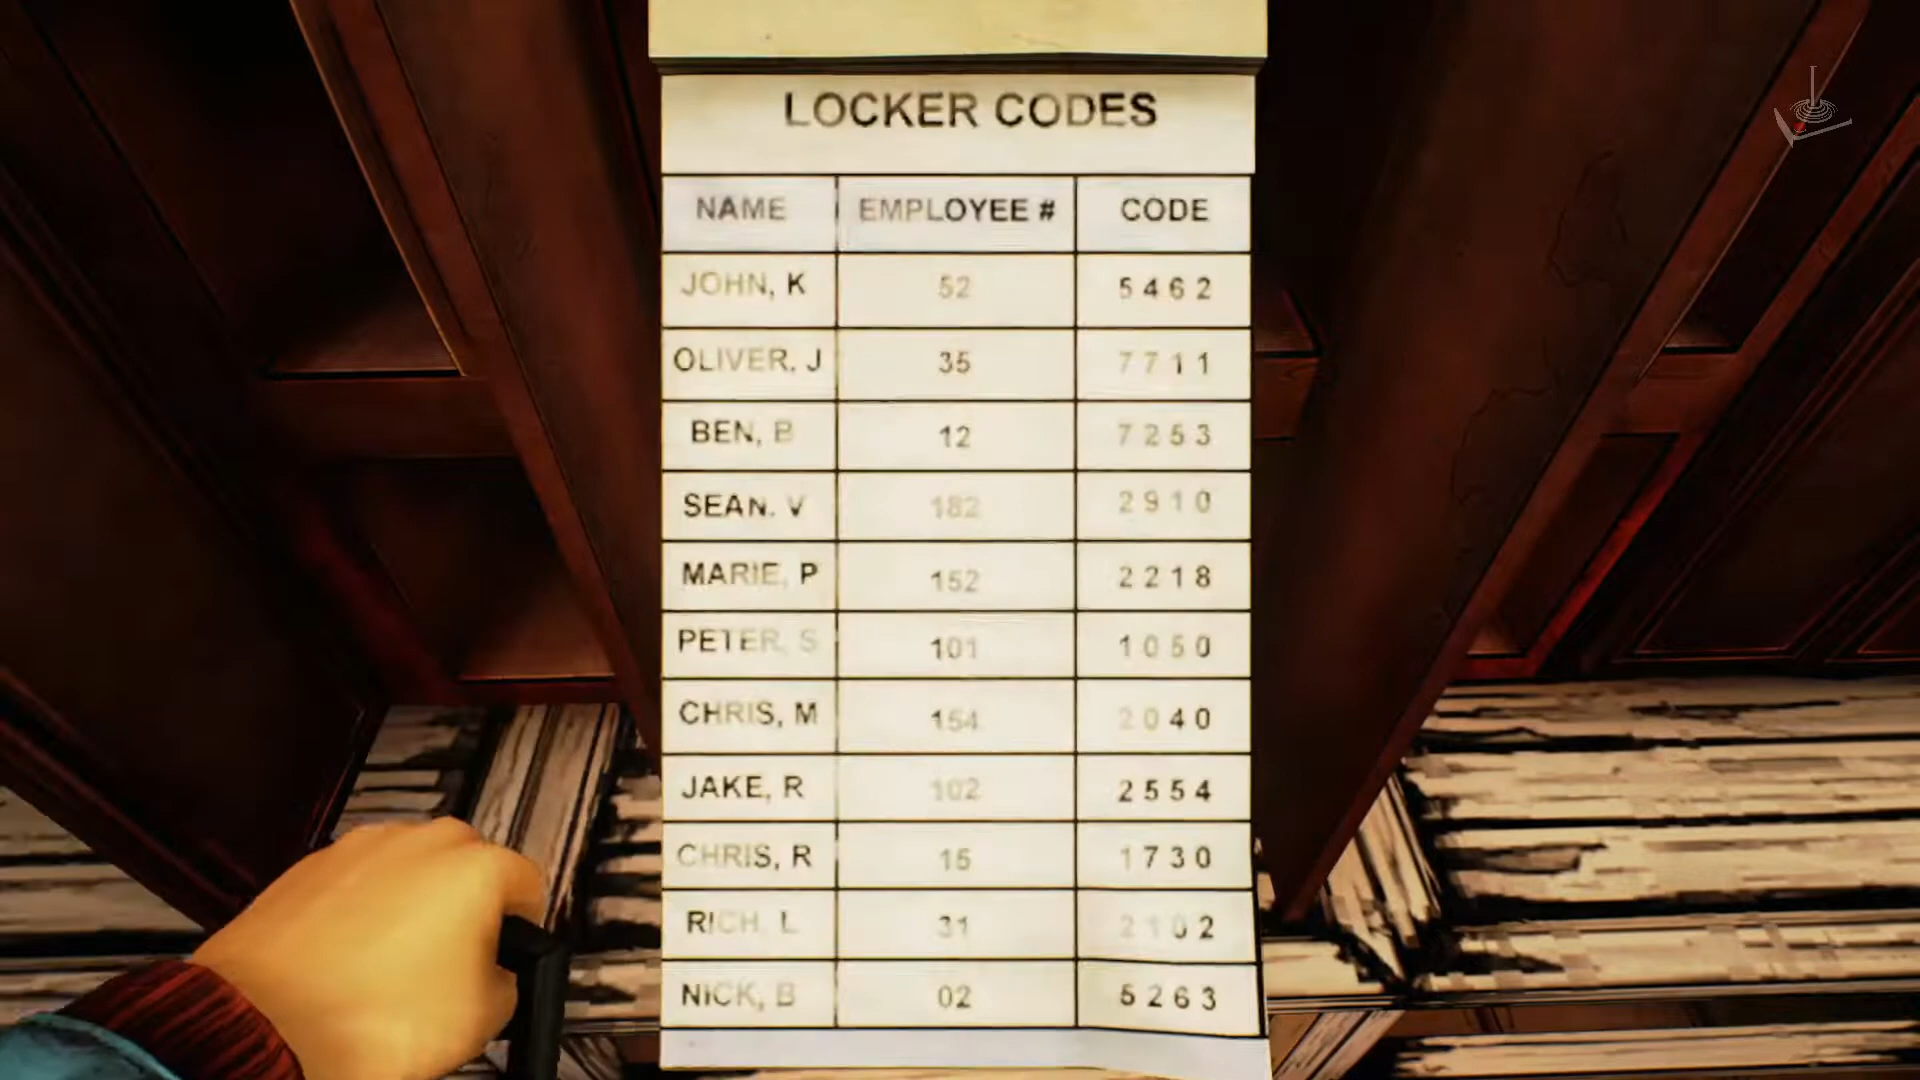 LOCKER CODES
NAME EMPLOYEE # CODE
JOHN, K 52 5462
OLIVER, J 35 7711
BEN, B 12 7253
SEAN. V 182 2910
MARIE, P 152 2218
PETER, S 101 1050
CHRIS, M 154 2040
JAKE, R 102 2554
CHRIS, R 15 1730
RICH, L 31 2102
NICK, B 02 5263